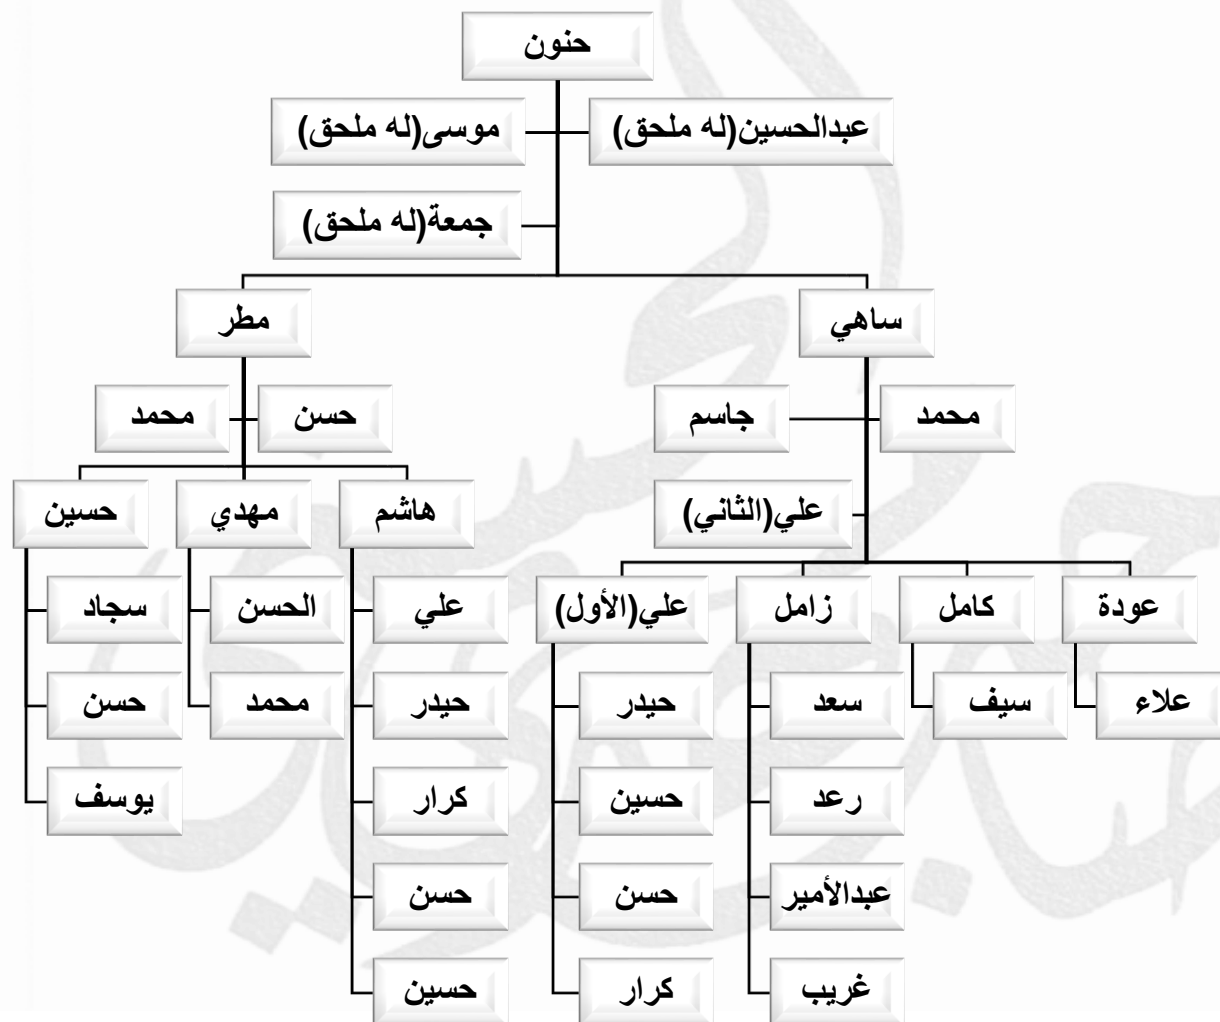 حنون
عبدالحسين(له ملحق)
موسى(له ملحق)
جمعة(له ملحق)
ساهي
مطر
محمد
جاسم
حسن
محمد
علي(الثاني)
هاشم
مهدي
حسين
عودة
كامل
زامل
علي(الأول)
علي
الحسن
سجاد
علاء
سيف
سعد
حيدر
حيدر
محمد
حسن
رعد
حسين
كرار
يوسف
عبدالأمير
حسن
حسن
غريب
كرار
حسين